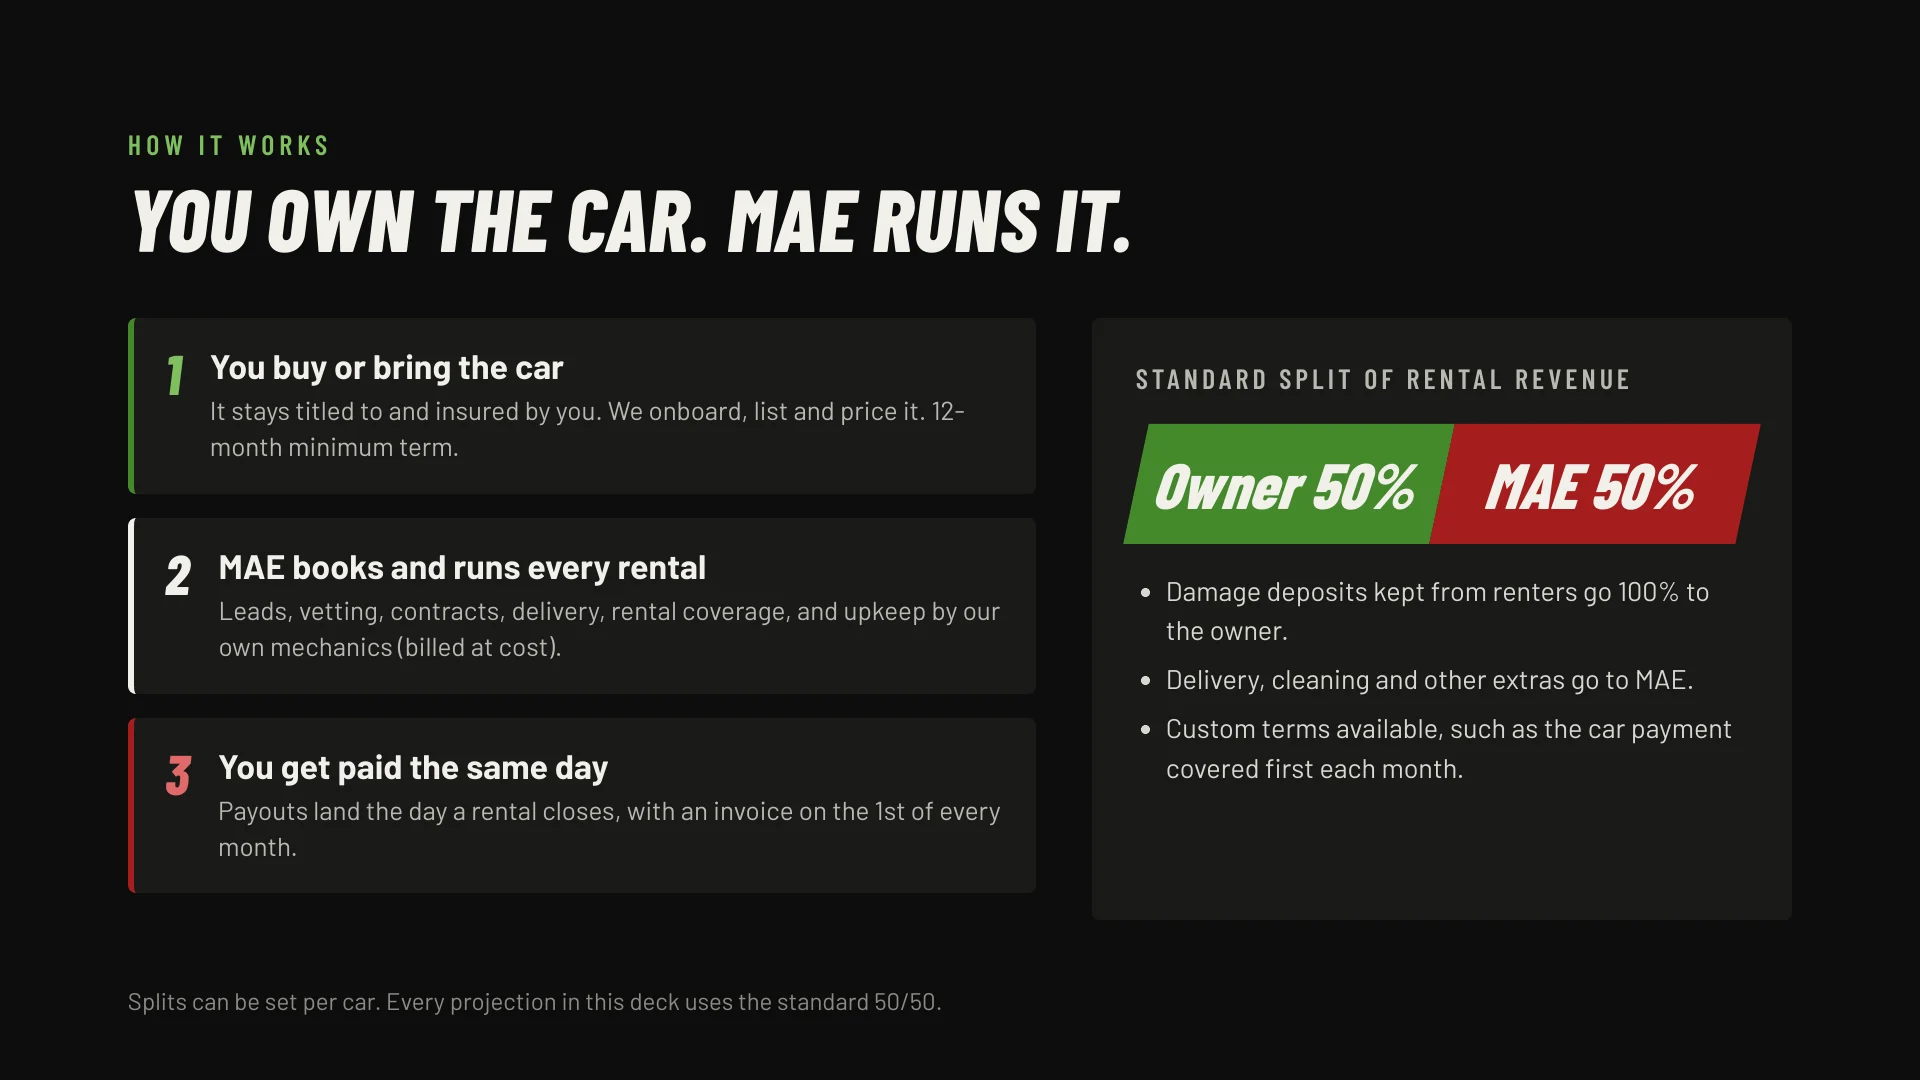 HOW IT WORKS
YOU OWN THE CAR. MAE RUNS IT.
1
You buy or bring the car
It stays titled to and insured by you. We onboard, list and price it. 12-
month minimum term.
2
MAE books and runs every rental
Leads, vetting, contracts, delivery, rental coverage, and upkeep by our
own mechanics (billed at cost).
3
You get paid the same day
Payouts land the day a rental closes, with an invoice on the 1st of every
month.
STANDARD SPLIT OF RENTAL REVENUE
Owner 50%
MAE 50%
• Damage deposits kept from renters go 100% to
the owner.
• Delivery, cleaning and other extras go to MAE.
• Custom terms available, such as the car payment
covered first each month.
Splits can be set per car. Every projection in this deck uses the standard 50/50.